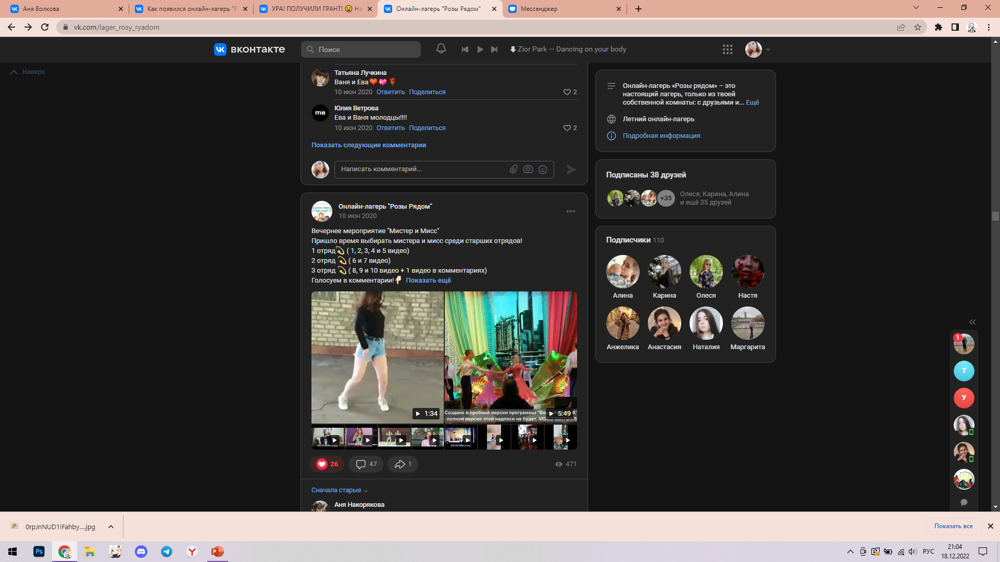 Аня Волкова
Как появился онлайн-лагерь "Р
УРА! ПОЛУЧИЛИ ГРАНТ! 😃 На
Онлайн-лагерь "Розы Рядом"
Мессенджер
vk.com/lager_rosy_ryadom
вконтакте
Поиск
Zior Park — Dancing on your body
Наверх
Татьяна Лучкина
Ваня и Ева❤️💖🌹
10 июн 2020 Ответить Поделиться
2
me
Юлия Ветрова
Ева и Ваня молодцы!!!!
10 июн 2020 Ответить Поделиться
2
Показать следующие комментарии
Написать комментарий...
Онлайн-лагерь "Розы Рядом"
10 июн 2020
Вечернее мероприятие "Мистер и Мисс"
Пришло время выбирать мистера и мисс среди старших отрядов!
1 отряд💫 ( 1, 2, 3, 4 и 5 видео)
2 отряд 💫 ( 6 и 7 видео)
3 отряд 💫 ( 8, 9 и 10 видео + 1 видео в комментариях)
Голосуем в комментарии!👇🏻 Показать ещё
1:34
5:49
Создано в пробной версии программы
полной версии этой надписи не будет.
26
47
1
471
Сначала старые
Аня Накорякова
Онлайн-лагерь «Розы рядом» – это
настоящий лагерь, только из твоей
собственной комнаты: с друзьями и... Ещё
Летний онлайн-лагерь
Подробная информация
Подписаны 38 друзей
+35
Олеся, Карина, Алина
и ещё 35 друзей
Подписчики 110
Алина
Карина
Олеся
Настя
Анжелика
Анастасия
Наталия
Маргарита
1
Т
У
0rpJnNUD1IFahby....jpg
Показать все
Ps
P
РУС
21:04
18.12.2022